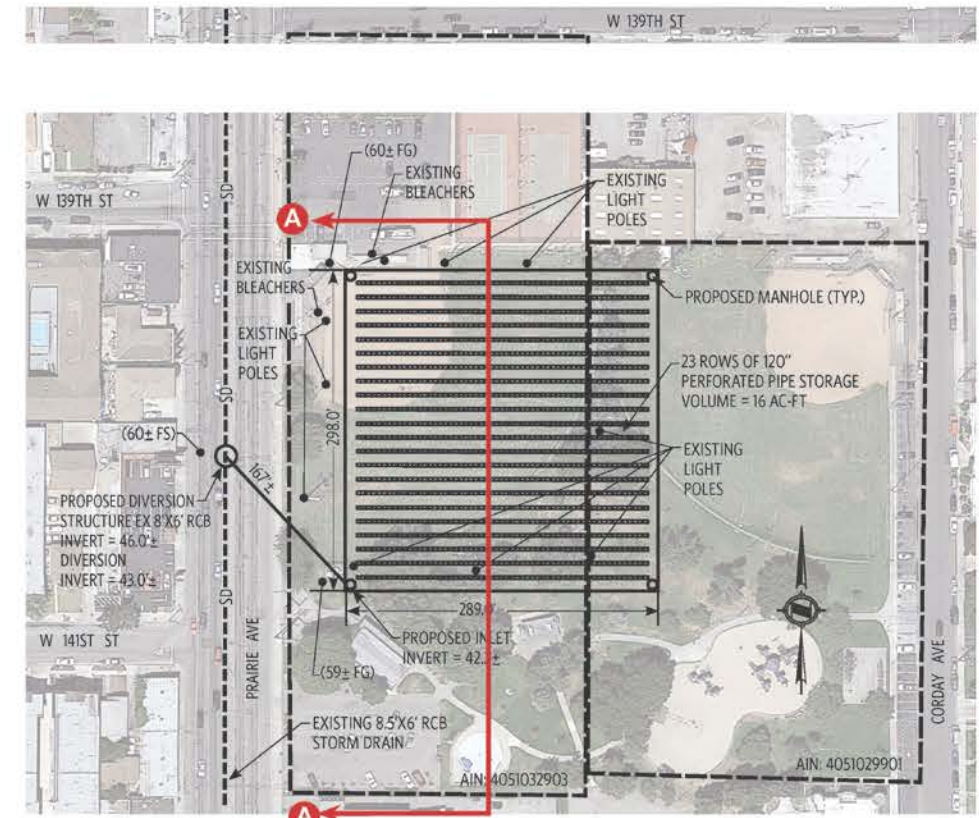 W 139TH ST
SD
(60± FG)
EXISTING
BLEACHERS
EXISTING
LIGHT
POLES
W 139TH ST
A
EXISTING
BLEACHERS
EXISTING
LIGHT
POLES
PROPOSED MANHOLE (TYP.)
23 ROWS OF 120"
PERFORATED PIPE STORAGE
VOLUME = 16 AC-FT
298.0'
SD
(60± FS)
167'±
EXISTING
LIGHT
POLES
PROPOSED DIVERSION
STRUCTURE EX 8'X6' RCB
INVERT = 46.0'±
DIVERSION
INVERT = 43.0'±
SD
289.0'
W 141ST ST
PRAIRIE AVE
PROPOSED INLET
INVERT = 42.
(59± FG)
CORDAY AVE
EXISTING 8.5'X6' RCB
STORM DRAIN
AIN: 4051032903
AIN: 4051029901
A